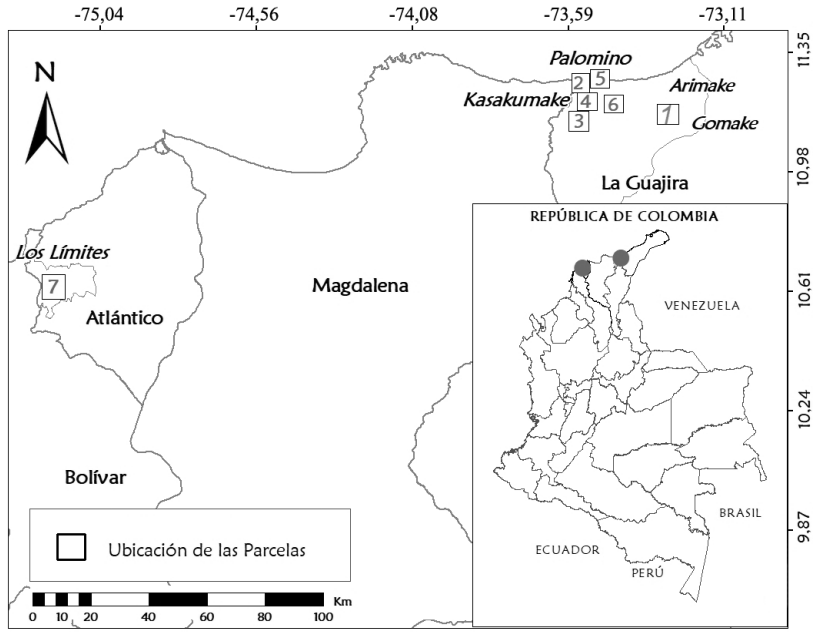 -75,04 -74,56 -74,08 -73,59 -73,11
11,35
N
Palomino
2 5
Arimake
Kasakumake 4 6 1
3 Gomake
10,98
La Guajira
REPÚBLICA DE COLOMBIA
Los Límites
7
Magdalena
10,61
VENEZUELA
Atlántico
10,24
Bolívar
BRASIL
9,87
Ubicación de las Parcelas
ECUADOR
PERÚ
Km
0 10 20 40 60 80 100